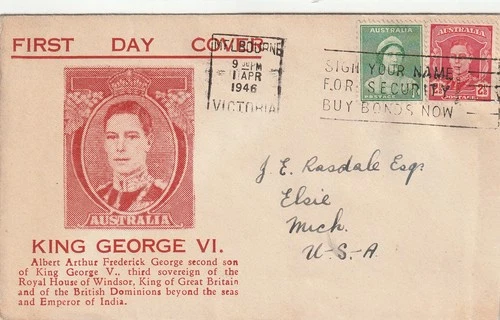 FIRST DAY COVER
MELBOURNE
9 30 PM
1 APR
1946
VICTORIA
SIGN YOUR NAME
FOR SECURITY
BUY BONDS NOW
AUSTRALIA
POSTAGE
AUSTRALIA
POSTAGE
AUSTRALIA
KING GEORGE VI.
Albert Arthur Frederick George second son
of King George V., third sovereign of the
Royal House of Windsor, King of Great Britain
and of the British Dominions beyond the seas
and Emperor of India.
J. E. Rasdale Esq.
Elsie
Mich.
U-S-A